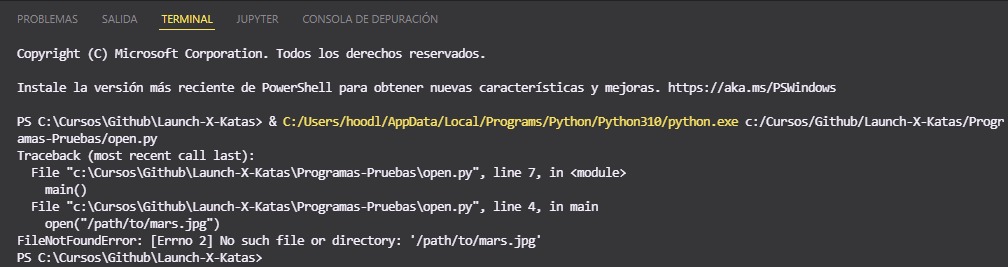 PROBLEMAS SALIDA TERMINAL JUPYTER CONSOLA DE DEPURACIÓN
Copyright (C) Microsoft Corporation. Todos los derechos reservados.
Instale la versión más reciente de PowerShell para obtener nuevas características y mejoras. https://aka.ms/PSWindows
PS C:\Cursos\Github\Launch-X-Katas> & C:/Users/hoodl/AppData/Local/Programs/Python/Python310/python.exe c:/Cursos/Github/Launch-X-Katas/Progr
amas-Pruebas/open.py
Traceback (most recent call last):
  File "c:\Cursos\Github\Launch-X-Katas\Programas-Pruebas\open.py", line 7, in <module>
    main()
  File "c:\Cursos\Github\Launch-X-Katas\Programas-Pruebas\open.py", line 4, in main
    open("/path/to/mars.jpg")
FileNotFoundError: [Errno 2] No such file or directory: '/path/to/mars.jpg'
PS C:\Cursos\Github\Launch-X-Katas>